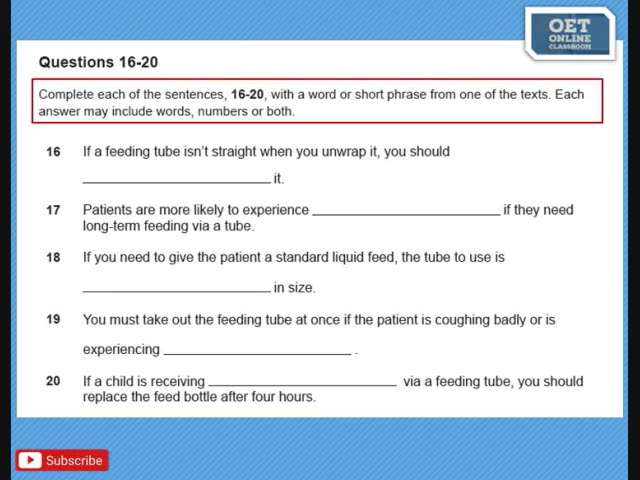 OET
ONLINE
CLASSROOM
Questions 16-20
Complete each of the sentences, 16-20, with a word or short phrase from one of the texts. Each
answer may include words, numbers or both.
16 If a feeding tube isn't straight when you unwrap it, you should
it.
17 Patients are more likely to experience if they need
long-term feeding via a tube.
18 If you need to give the patient a standard liquid feed, the tube to use is
in size.
19 You must take out the feeding tube at once if the patient is coughing badly or is
experiencing .
20 If a child is receiving via a feeding tube, you should
replace the feed bottle after four hours.
Subscribe